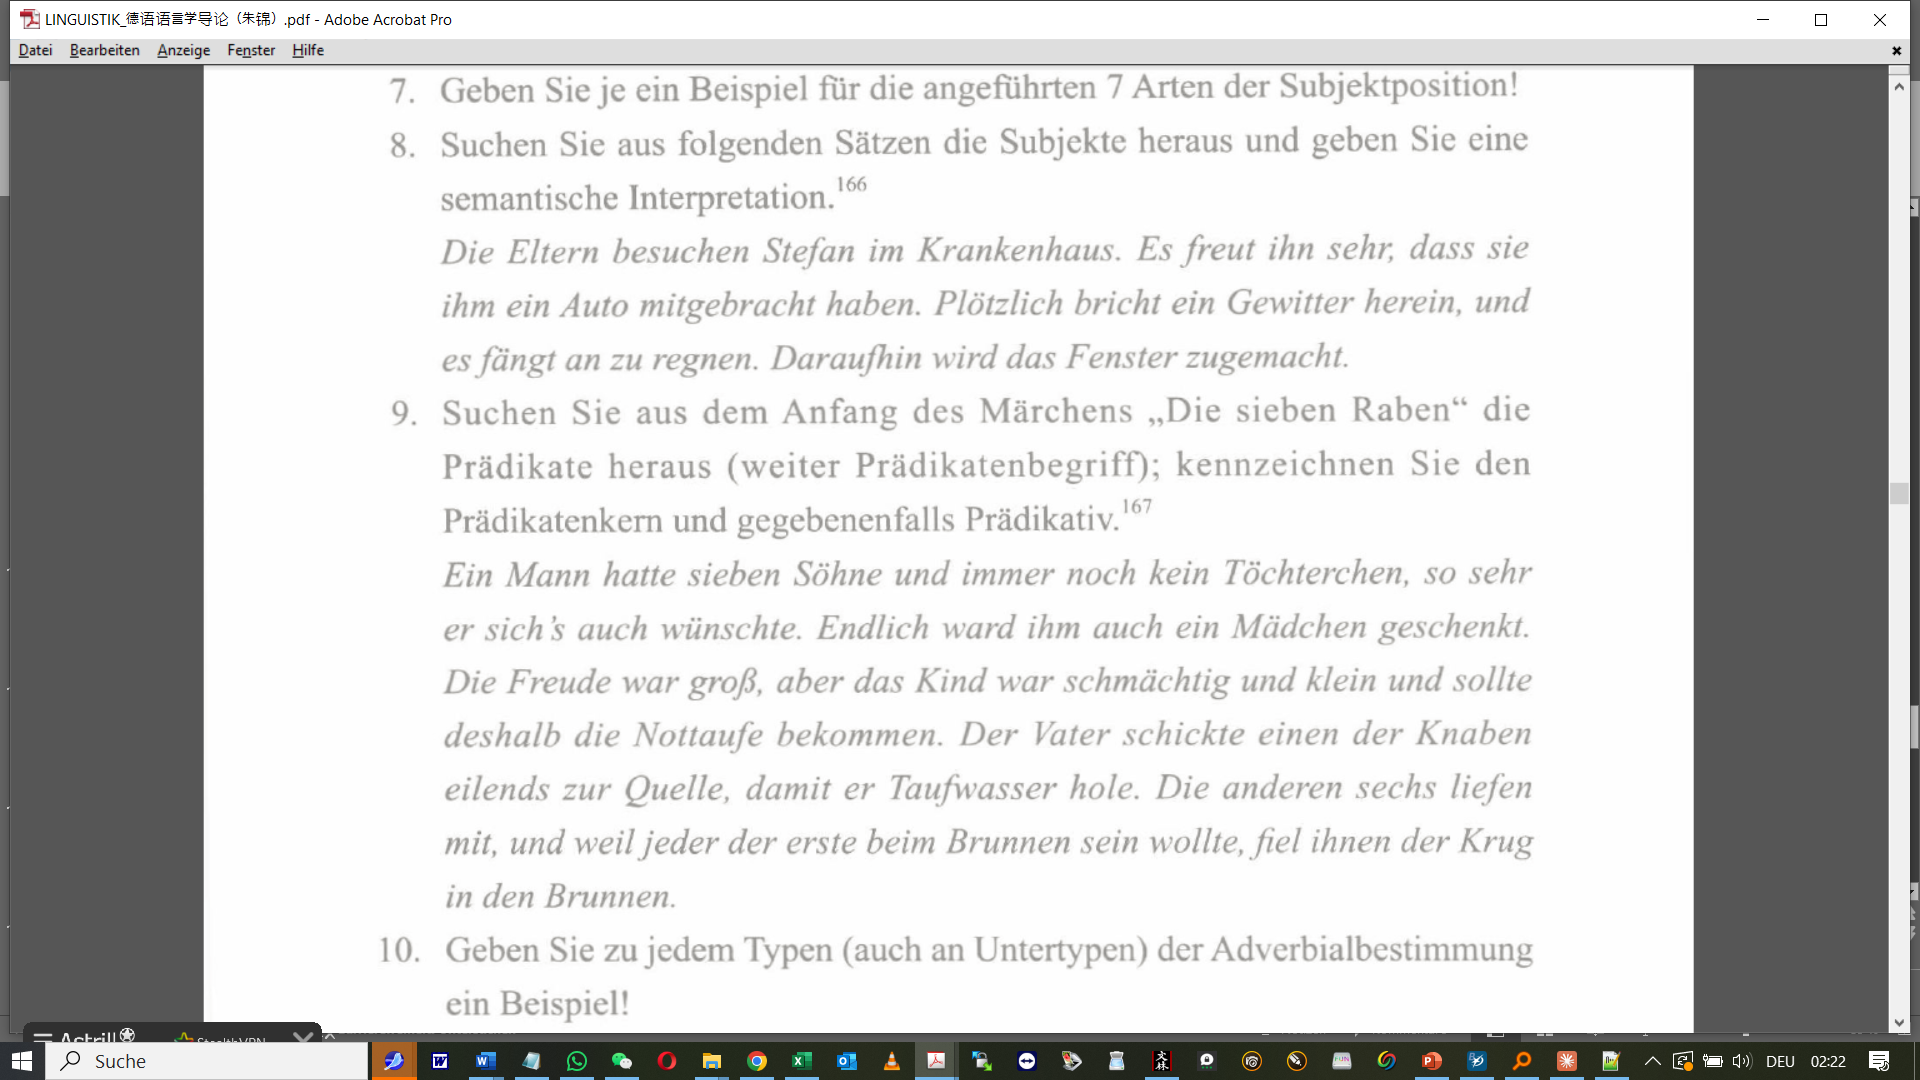 LINGUISTIK_德语语言学导论（朱锦）.pdf - Adobe Acrobat Pro
Datei Bearbeiten Anzeige Fenster Hilfe
7. Geben Sie je ein Beispiel für die angeführten 7 Arten der Subjektposition!
8. Suchen Sie aus folgenden Sätzen die Subjekte heraus und geben Sie eine
semantische Interpretation.166
Die Eltern besuchen Stefan im Krankenhaus. Es freut ihn sehr, dass sie
ihm ein Auto mitgebracht haben. Plötzlich bricht ein Gewitter herein, und
es fängt an zu regnen. Daraufhin wird das Fenster zugemacht.
9. Suchen Sie aus dem Anfang des Märchens „Die sieben Raben“ die
Prädikate heraus (weiter Prädikatenbegriff); kennzeichnen Sie den
Prädikatenkern und gegebenenfalls Prädikativ.167
Ein Mann hatte sieben Söhne und immer noch kein Töchterchen, so sehr
er sich’s auch wünschte. Endlich ward ihm auch ein Mädchen geschenkt.
Die Freude war groß, aber das Kind war schmächtig und klein und sollte
deshalb die Nottaufe bekommen. Der Vater schickte einen der Knaben
eilends zur Quelle, damit er Taufwasser hole. Die anderen sechs liefen
mit, und weil jeder der erste beim Brunnen sein wollte, fiel ihnen der Krug
in den Brunnen.
10. Geben Sie zu jedem Typen (auch an Untertypen) der Adverbialbestimmung
ein Beispiel!
Astrill StealthVPN
Suche DEU 02:22